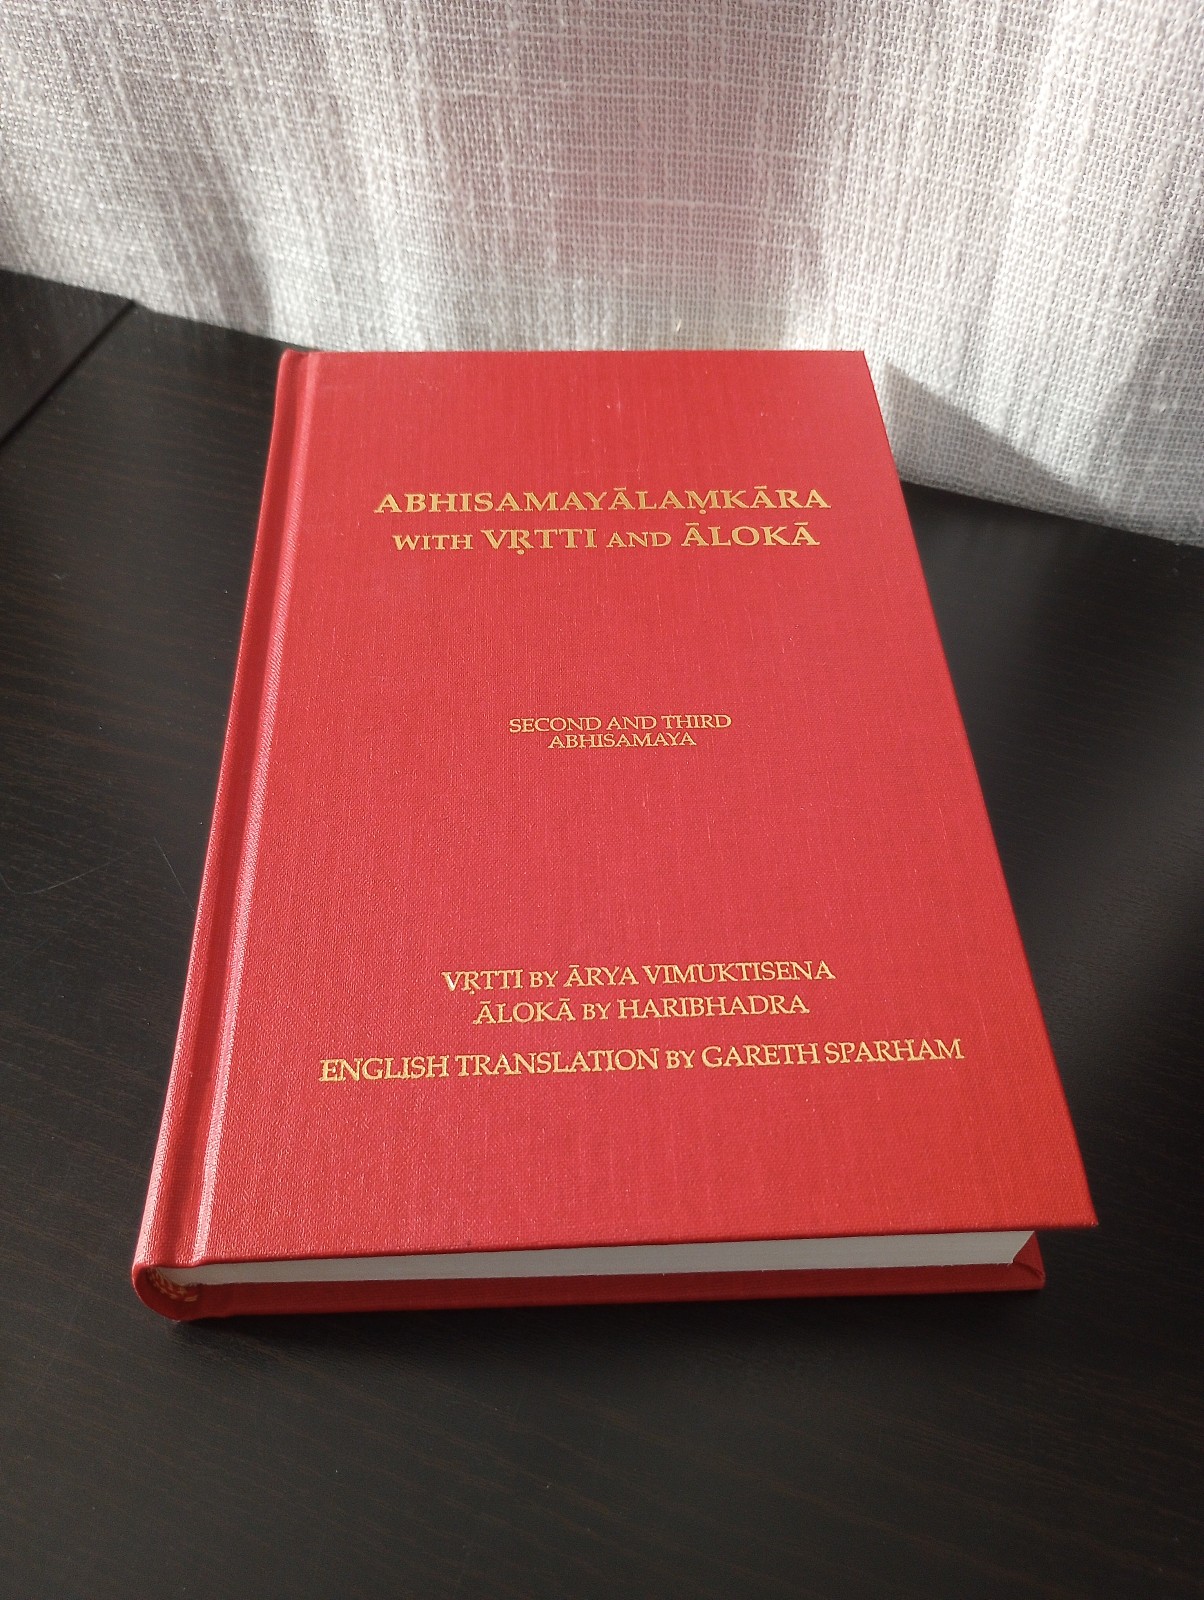 ABHISAMAYĀLAṂKĀRA
WITH VṚTTI AND ĀLOKĀ
SECOND AND THIRD
ABHISAMAYA
VṚTTI BY ĀRYA VIMUKTISENA
ĀLOKĀ BY HARIBHADRA
ENGLISH TRANSLATION BY GARETH SPARHAM